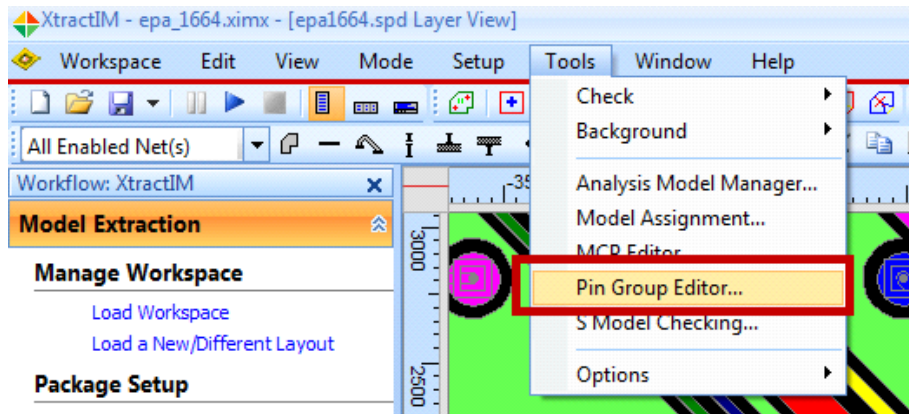 XtractIM - epa_1664.ximx - [epa1664.spd Layer View]
Workspace Edit View Mode Setup Tools Window Help
Check
All Enabled Net(s)
Background
Workflow: XtractIM
-35
Analysis Model Manager...
Model Extraction
Model Assignment...
3000
MCP Editor
Manage Workspace
Pin Group Editor...
Load Workspace
S Model Checking...
Load a New/Different Layout
Package Setup
2500
Options